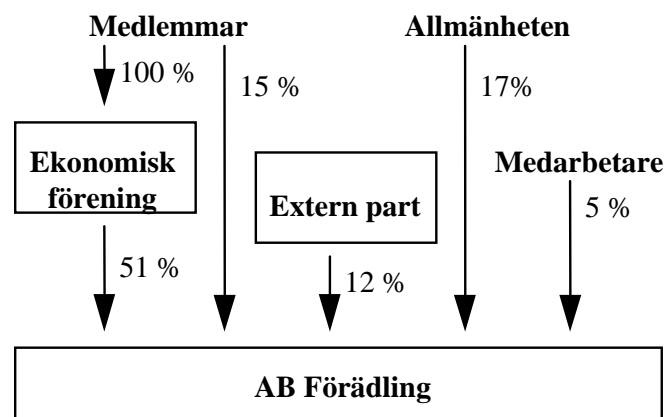 Medlemmar
Allmänheten
100 %
15 %
17%
Ekonomisk
förening
Extern part
Medarbetare
5 %
51 %
12 %
AB Förädling